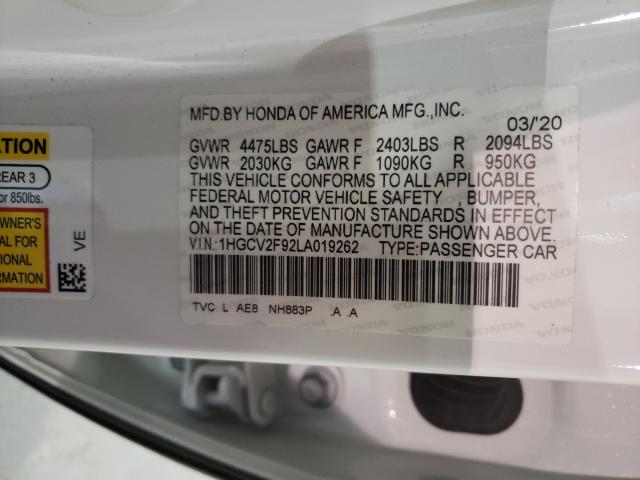 MFD.BY HONDA OF AMERICA MFG.,INC.
03/'20
GVWR 4475LBS GAWR F 2403LBS R 2094LBS
GVWR 2030KG GAWR F 1090KG R 950KG
THIS VEHICLE CONFORMS TO ALL APPLICABLE
FEDERAL MOTOR VEHICLE SAFETY , BUMPER,
AND THEFT PREVENTION STANDARDS IN EFFECT
ON THE DATE OF MANUFACTURE SHOWN ABOVE.
V.I.N.:1HGCV2F92LA019262 TYPE:PASSENGER CAR
TVC L AE8 NH883P .A .A
ATION
REAR 3
or 850lbs.
WNER'S
AL FOR
IONAL
RMATION
VE
HONDA